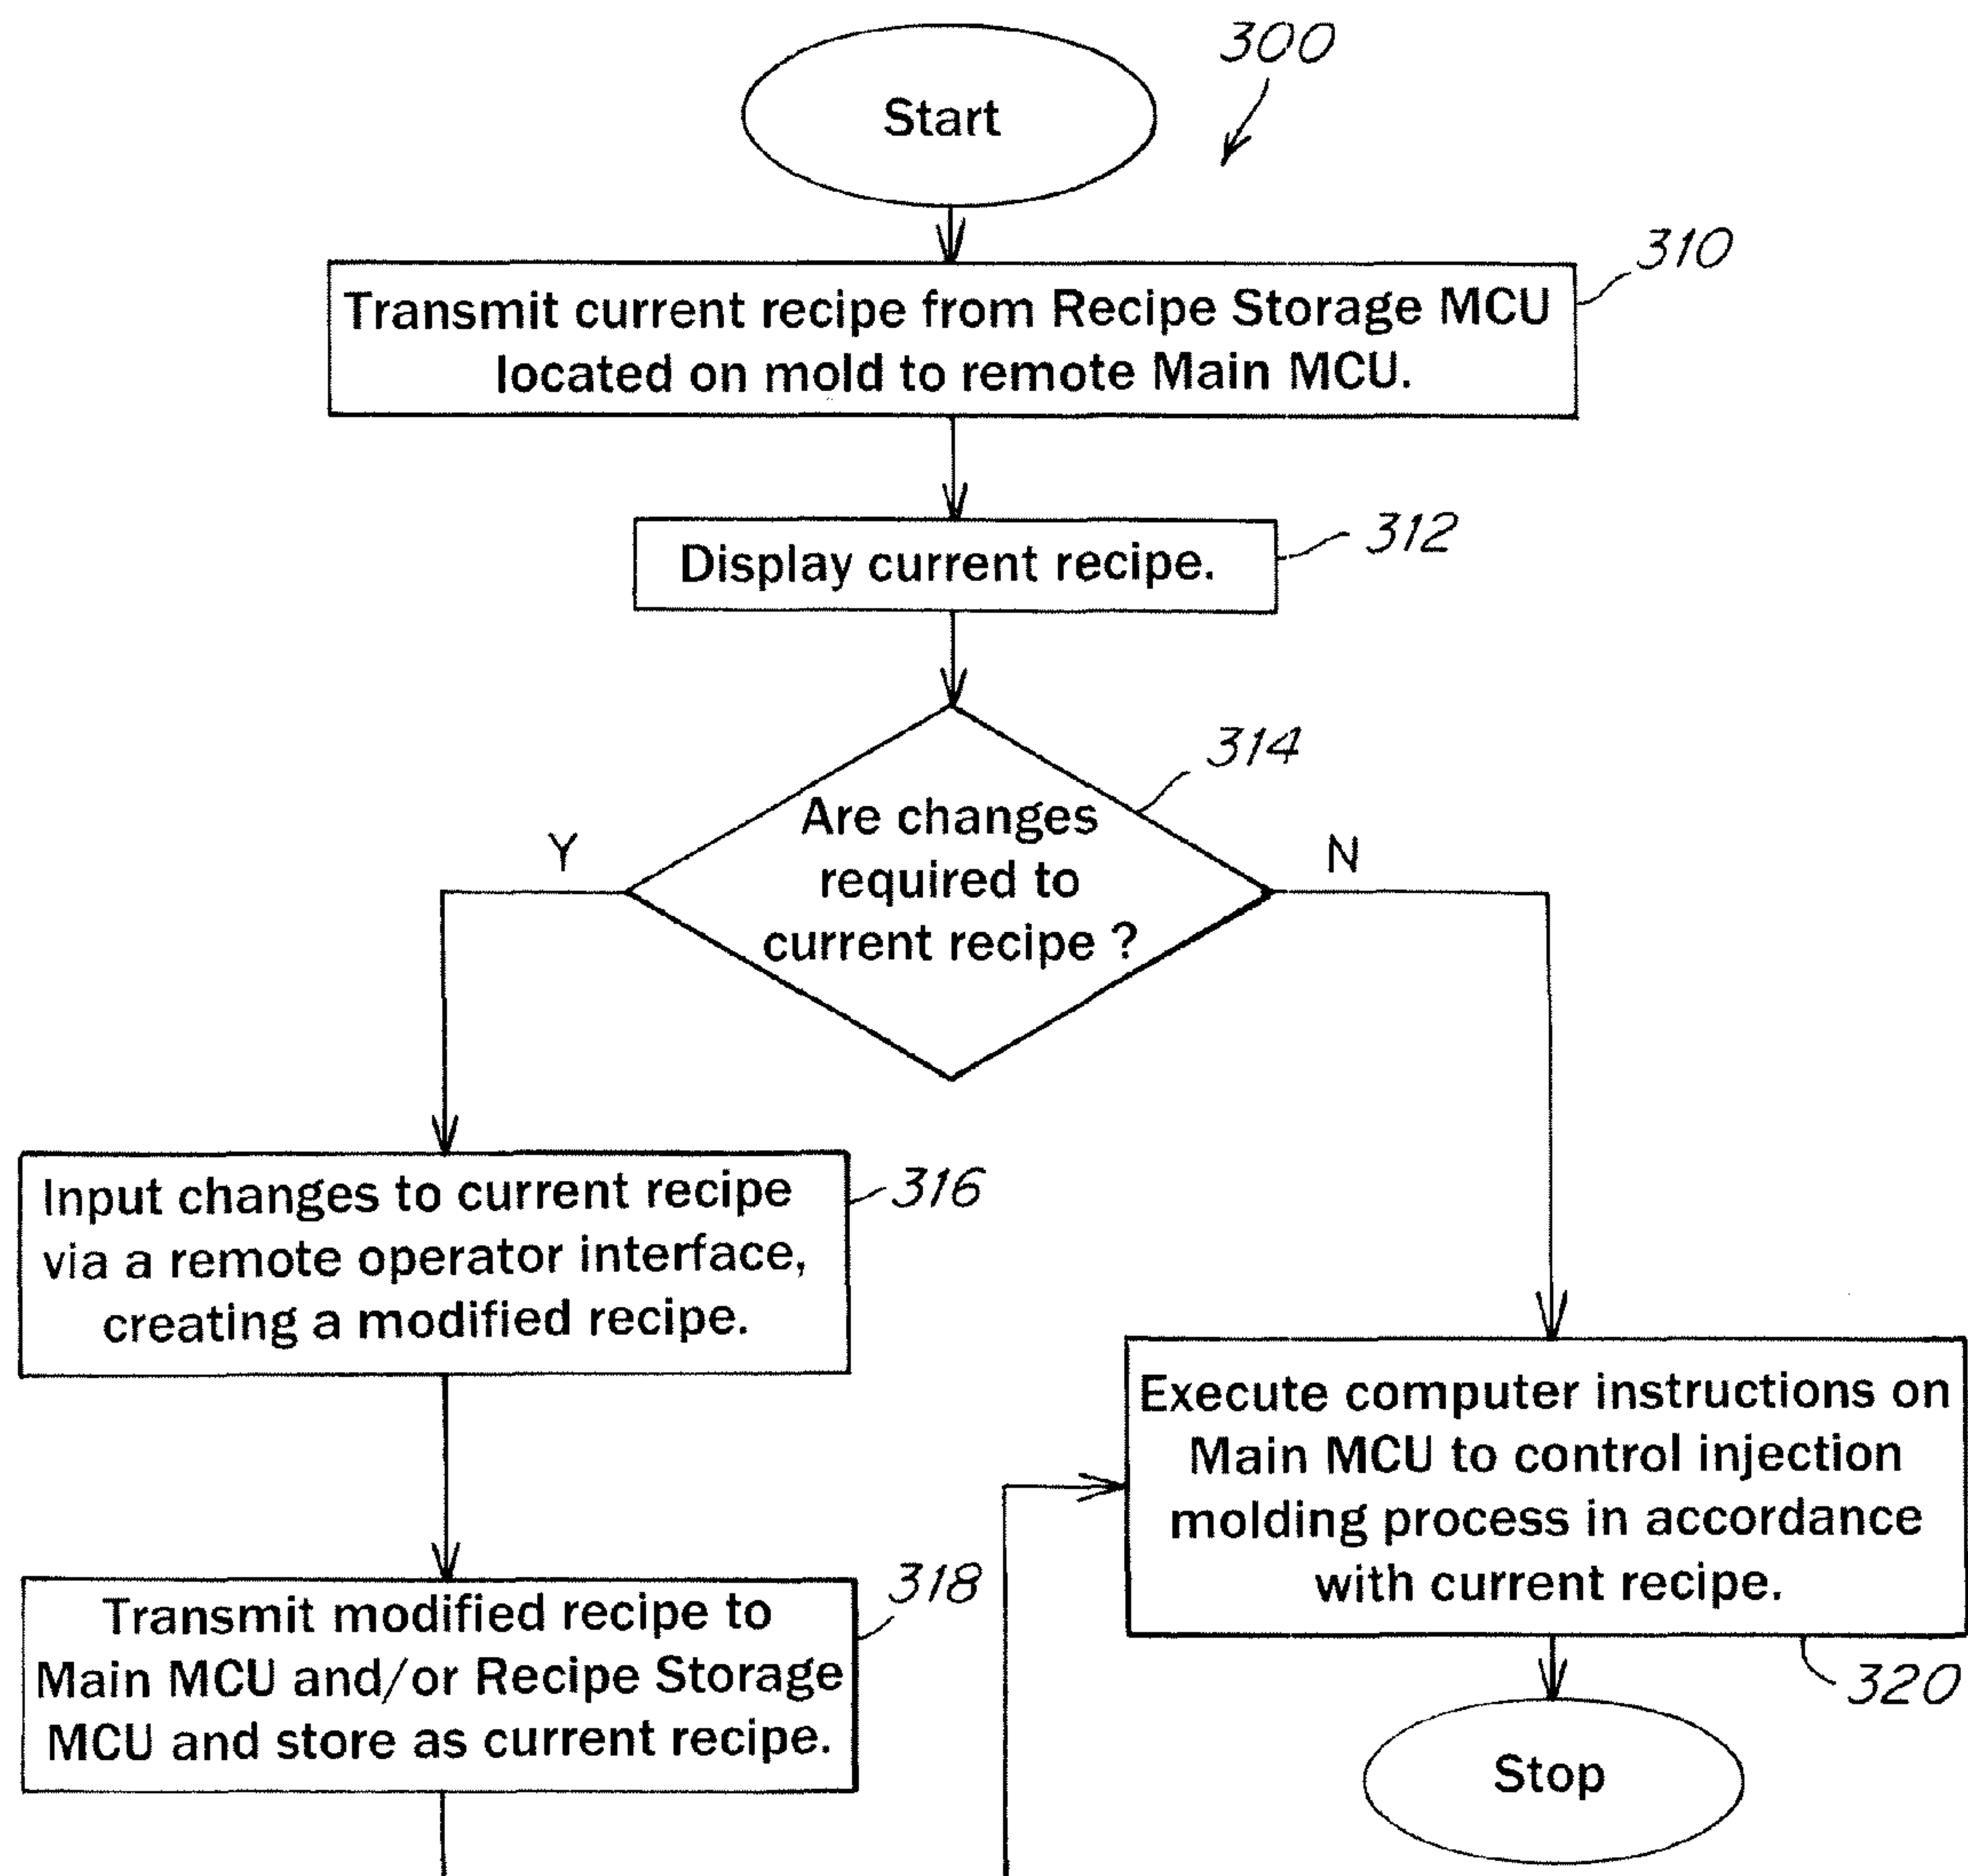 300
Start
310
Transmit current recipe from Recipe Storage MCU
located on mold to remote Main MCU.
312
Display current recipe.
314
Are changes
required to
current recipe ?
Y
N
316
Input changes to current recipe
via a remote operator interface,
creating a modified recipe.
318
Transmit modified recipe to
Main MCU and/or Recipe Storage
MCU and store as current recipe.
Execute computer instructions on
Main MCU to control injection
molding process in accordance
with current recipe.
320
Stop